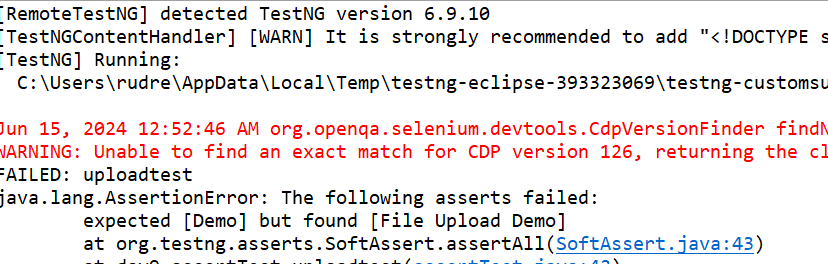 [RemoteTestNG] detected TestNG version 6.9.10
[TestNGContentHandler] [WARN] It is strongly recommended to add "<!DOCTYPE s
[TestNG] Running:
C:\Users\rudre\AppData\Local\Temp\testng-eclipse-393323069\testng-customsu
Jun 15, 2024 12:52:46 AM org.openqa.selenium.devtools.CdpVersionFinder findN
WARNING: Unable to find an exact match for CDP version 126, returning the cl
FAILED: uploadtest
java.lang.AssertionError: The following asserts failed:
expected [Demo] but found [File Upload Demo]
at org.testng.asserts.SoftAssert.assertAll(SoftAssert.java:43)